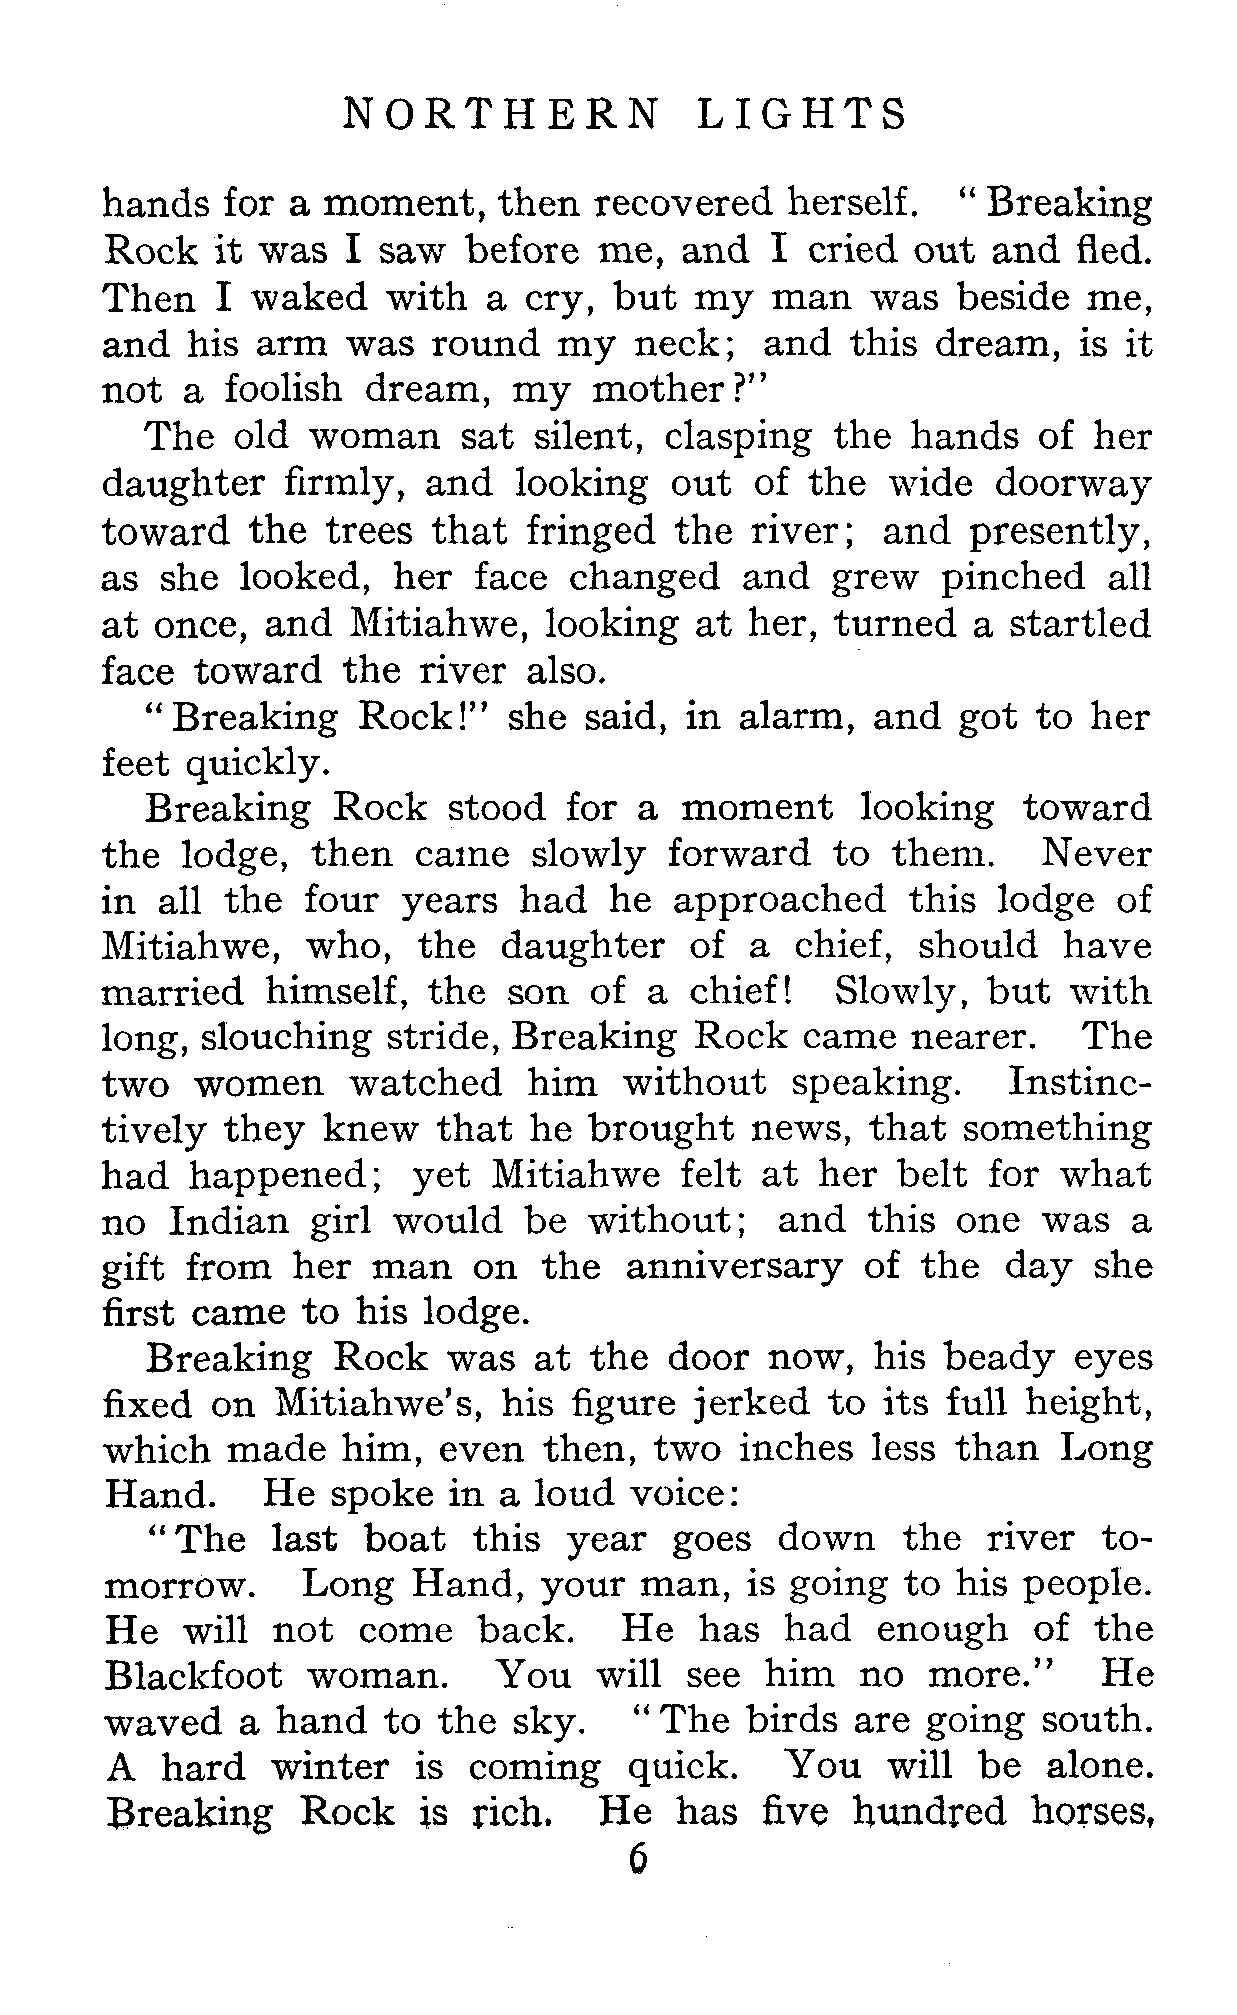 NORTHERN LIGHTS
hands for a moment, then recovered herself. “Breaking
Rock it was I saw before me, and I cried out and fled.
Then I waked with a cry, but my man was beside me,
and his arm was round my neck; and this dream, is it
not a foolish dream, my mother?”
The old woman sat silent, clasping the hands of her
daughter firmly, and looking out of the wide doorway
toward the trees that fringed the river; and presently,
as she looked, her face changed and grew pinched all
at once, and Mitiahwe, looking at her, turned a startled
face toward the river also.
“Breaking Rock!” she said, in alarm, and got to her
feet quickly.
Breaking Rock stood for a moment looking toward
the lodge, then came slowly forward to them. Never
in all the four years had he approached this lodge of
Mitiahwe, who, the daughter of a chief, should have
married himself, the son of a chief! Slowly, but with
long, slouching stride, Breaking Rock came nearer. The
two women watched him without speaking. Instinc-
tively they knew that he brought news, that something
had happened; yet Mitiahwe felt at her belt for what
no Indian girl would be without; and this one was a
gift from her man on the anniversary of the day she
first came to his lodge.
Breaking Rock was at the door now, his beady eyes
fixed on Mitiahwe's, his figure jerked to its full height,
which made him, even then, two inches less than Long
Hand. He spoke in a loud voice:
“The last boat this year goes down the river to-
morrow. Long Hand, your man, is going to his people.
He will not come back. He has had enough of the
Blackfoot woman. You will see him no more.” He
waved a hand to the sky. “The birds are going south.
A hard winter is coming quick. You will be alone.
Breaking Rock is rich. He has five hundred horses,
6